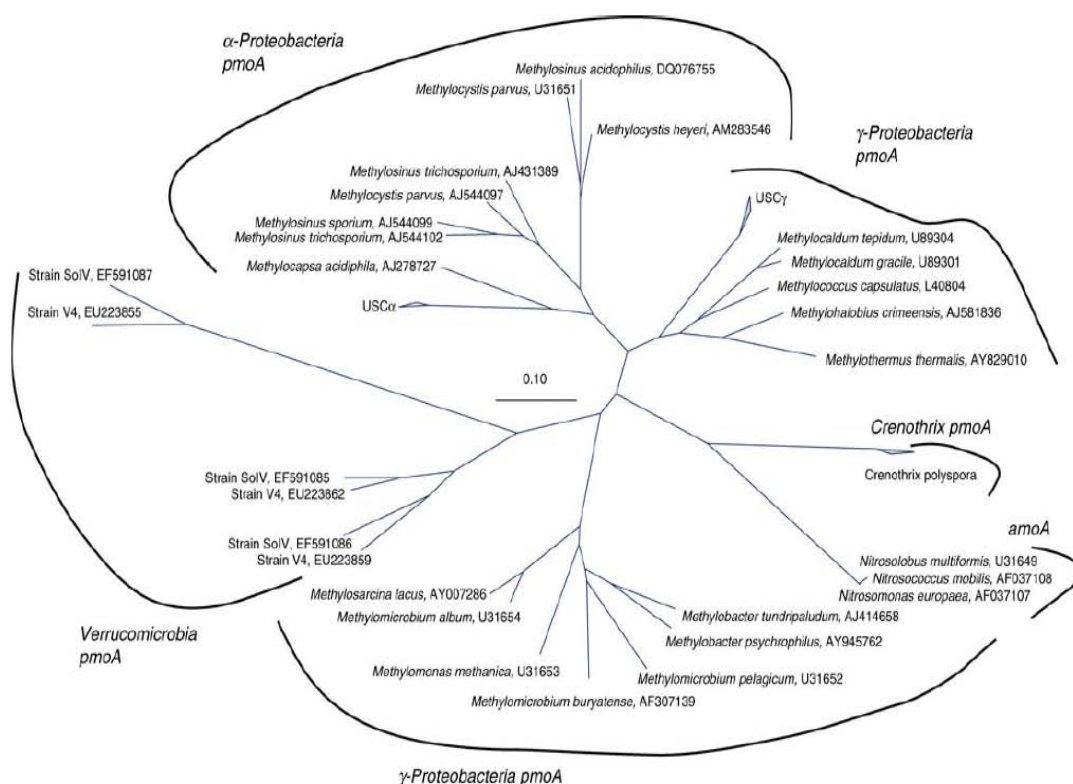 α-Proteobacteria
pmoA
Methylosinus acidophilus, DQ076755
Methylocystis parvus, U31651
Methylocystis heyeri, AM283546
γ-Proteobacteria
pmoA
Methylosinus trichosporium, AJ431389
Methylocystis parvus, AJ544097
USCγ
Methylosinus sporium, AJ544099
Methylosinus trichosporium, AJ544102
Methylocaldum tepidum, U89304
Methylocaldum gracile, U89301
Methylocapsa acidiphila, AJ278727
Strain SolV, EF591087
Methylococcus capsulatus, L40804
USCα
Strain V4, EU223855
Methylohalobius crimeensis, AJ581836
Methylothermus thermalis, AY829010
0.10
Crenothrix pmoA
Crenothrix polyspora
Strain SolV, EF591085
Strain V4, EU223862
amoA
Strain SolV, EF591086
Strain V4, EU223859
Nitrosolobus multiformis, U31649
Nitrosococcus mobilis, AF037108
Nitrosomonas europaea, AF037107
Methylosarcina lacus, AY007286
Methylomicrobium album, U31654
Methylobacter tundripaludum, AJ414658
Verrucomicrobia
pmoA
Methylobacter psychrophilus, AY945762
Methylomonas methanica, U31653
Methylomicrobium pelagicum, U31652
Methylomicrobium buryatense, AF307139
γ-Proteobacteria pmoA